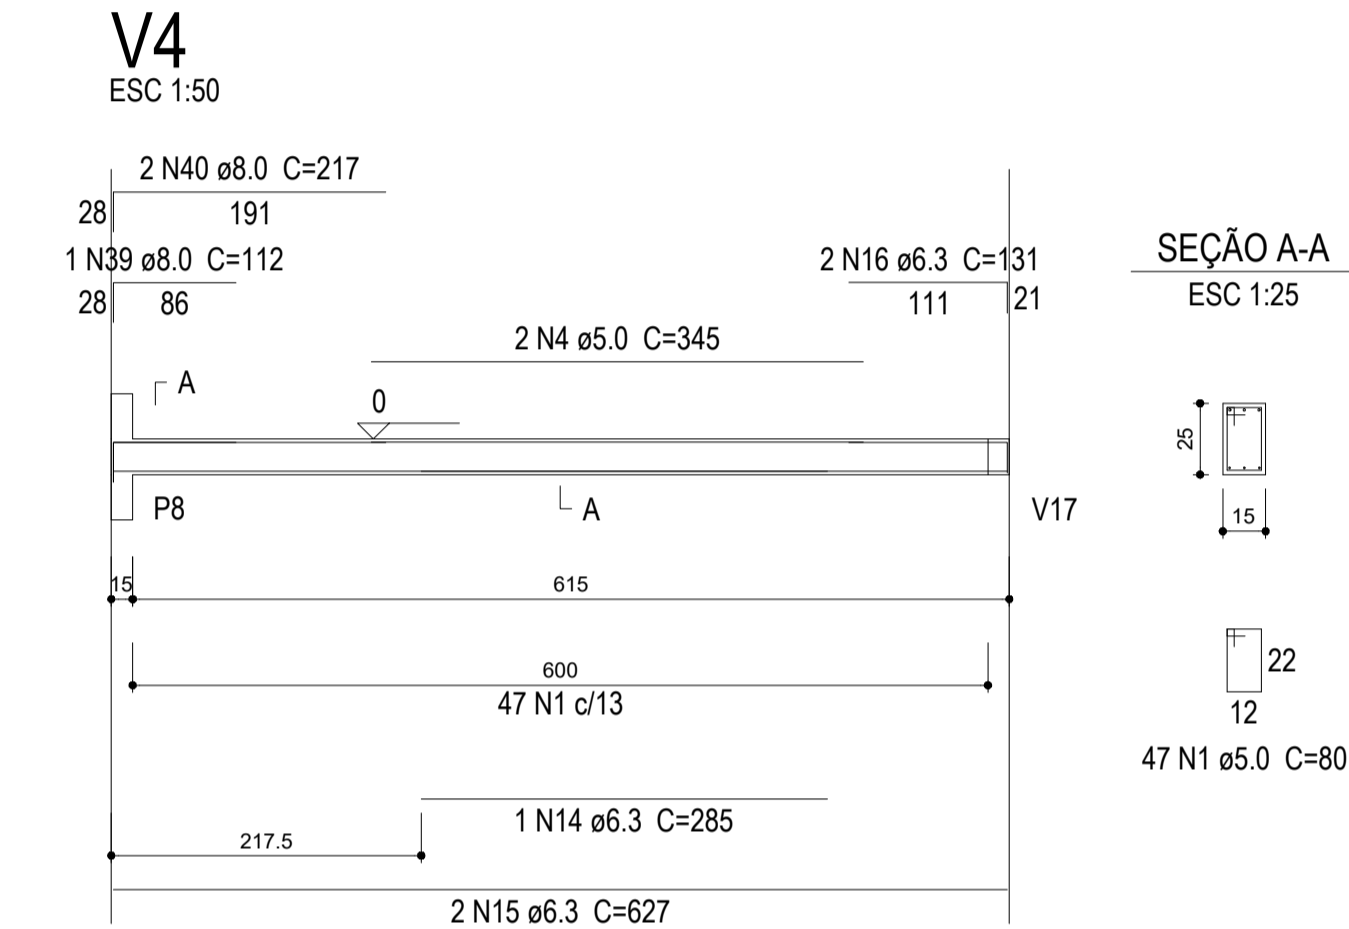 V4
ESC 1:50
2 N40 ø8.0 C=217
28
191
1 N39 ø8.0 C=112
28
86
2 N16 ø6.3 C=131
111
21
2 N4 ø5.0 C=345
A
0
P8
A
V17
15
615
600
47 N1 c/13
1 N14 ø6.3 C=285
217.5
2 N15 ø6.3 C=627
SEÇÃO A-A
ESC 1:25
25
15
22
12
47 N1 ø5.0 C=80